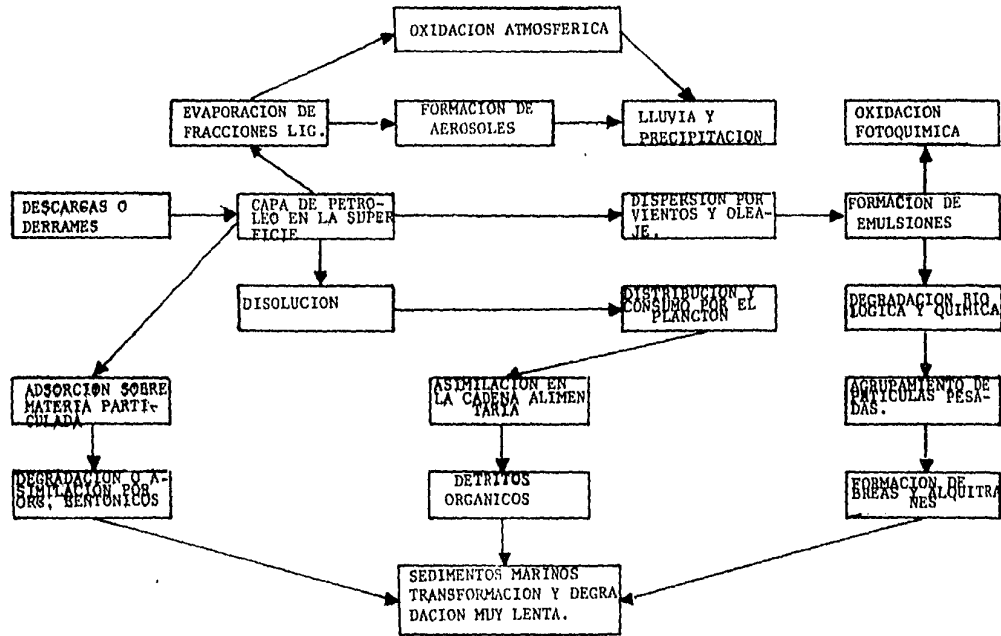 OXIDACION ATMOSFERICA
EVAPORACION DE
FRACCIONES LIG.
FORMACION DE
AEROSOLES
LLUVIA Y
PRECIPITACION
OXIDACION
FOTOQUIMICA
DESCARGAS O
DERRAMES
CAPA DE PETRO-
LEO EN LA SUPER
FICIE
DISPERSION POR
VIENTOS Y OLEA-
JE.
FORMACION DE
EMULSIONES
DISOLUCION
DISTRIBUCION Y
CONSUMO POR EL
PLANCTON
DEGRADACION BIO
LOGICA Y QUIMICA
ADSORCION SOBRE
MATERIA PARTI-
CULADA
ASIMILACION EN
LA CADENA ALIMEN
TARIA
AGRUPAMIENTO DE
PATICULAS PESA-
DAS.
DEGRADACION O A-
SIMILACION POR
ORG. BENTONICOS
DETRITOS
ORGANICOS
FORMACION DE
BREAS Y ALQUITRA
NES
SEDIMENTOS MARINOS
TRANSFORMACION Y DEGRA
DACION MUY LENTA.